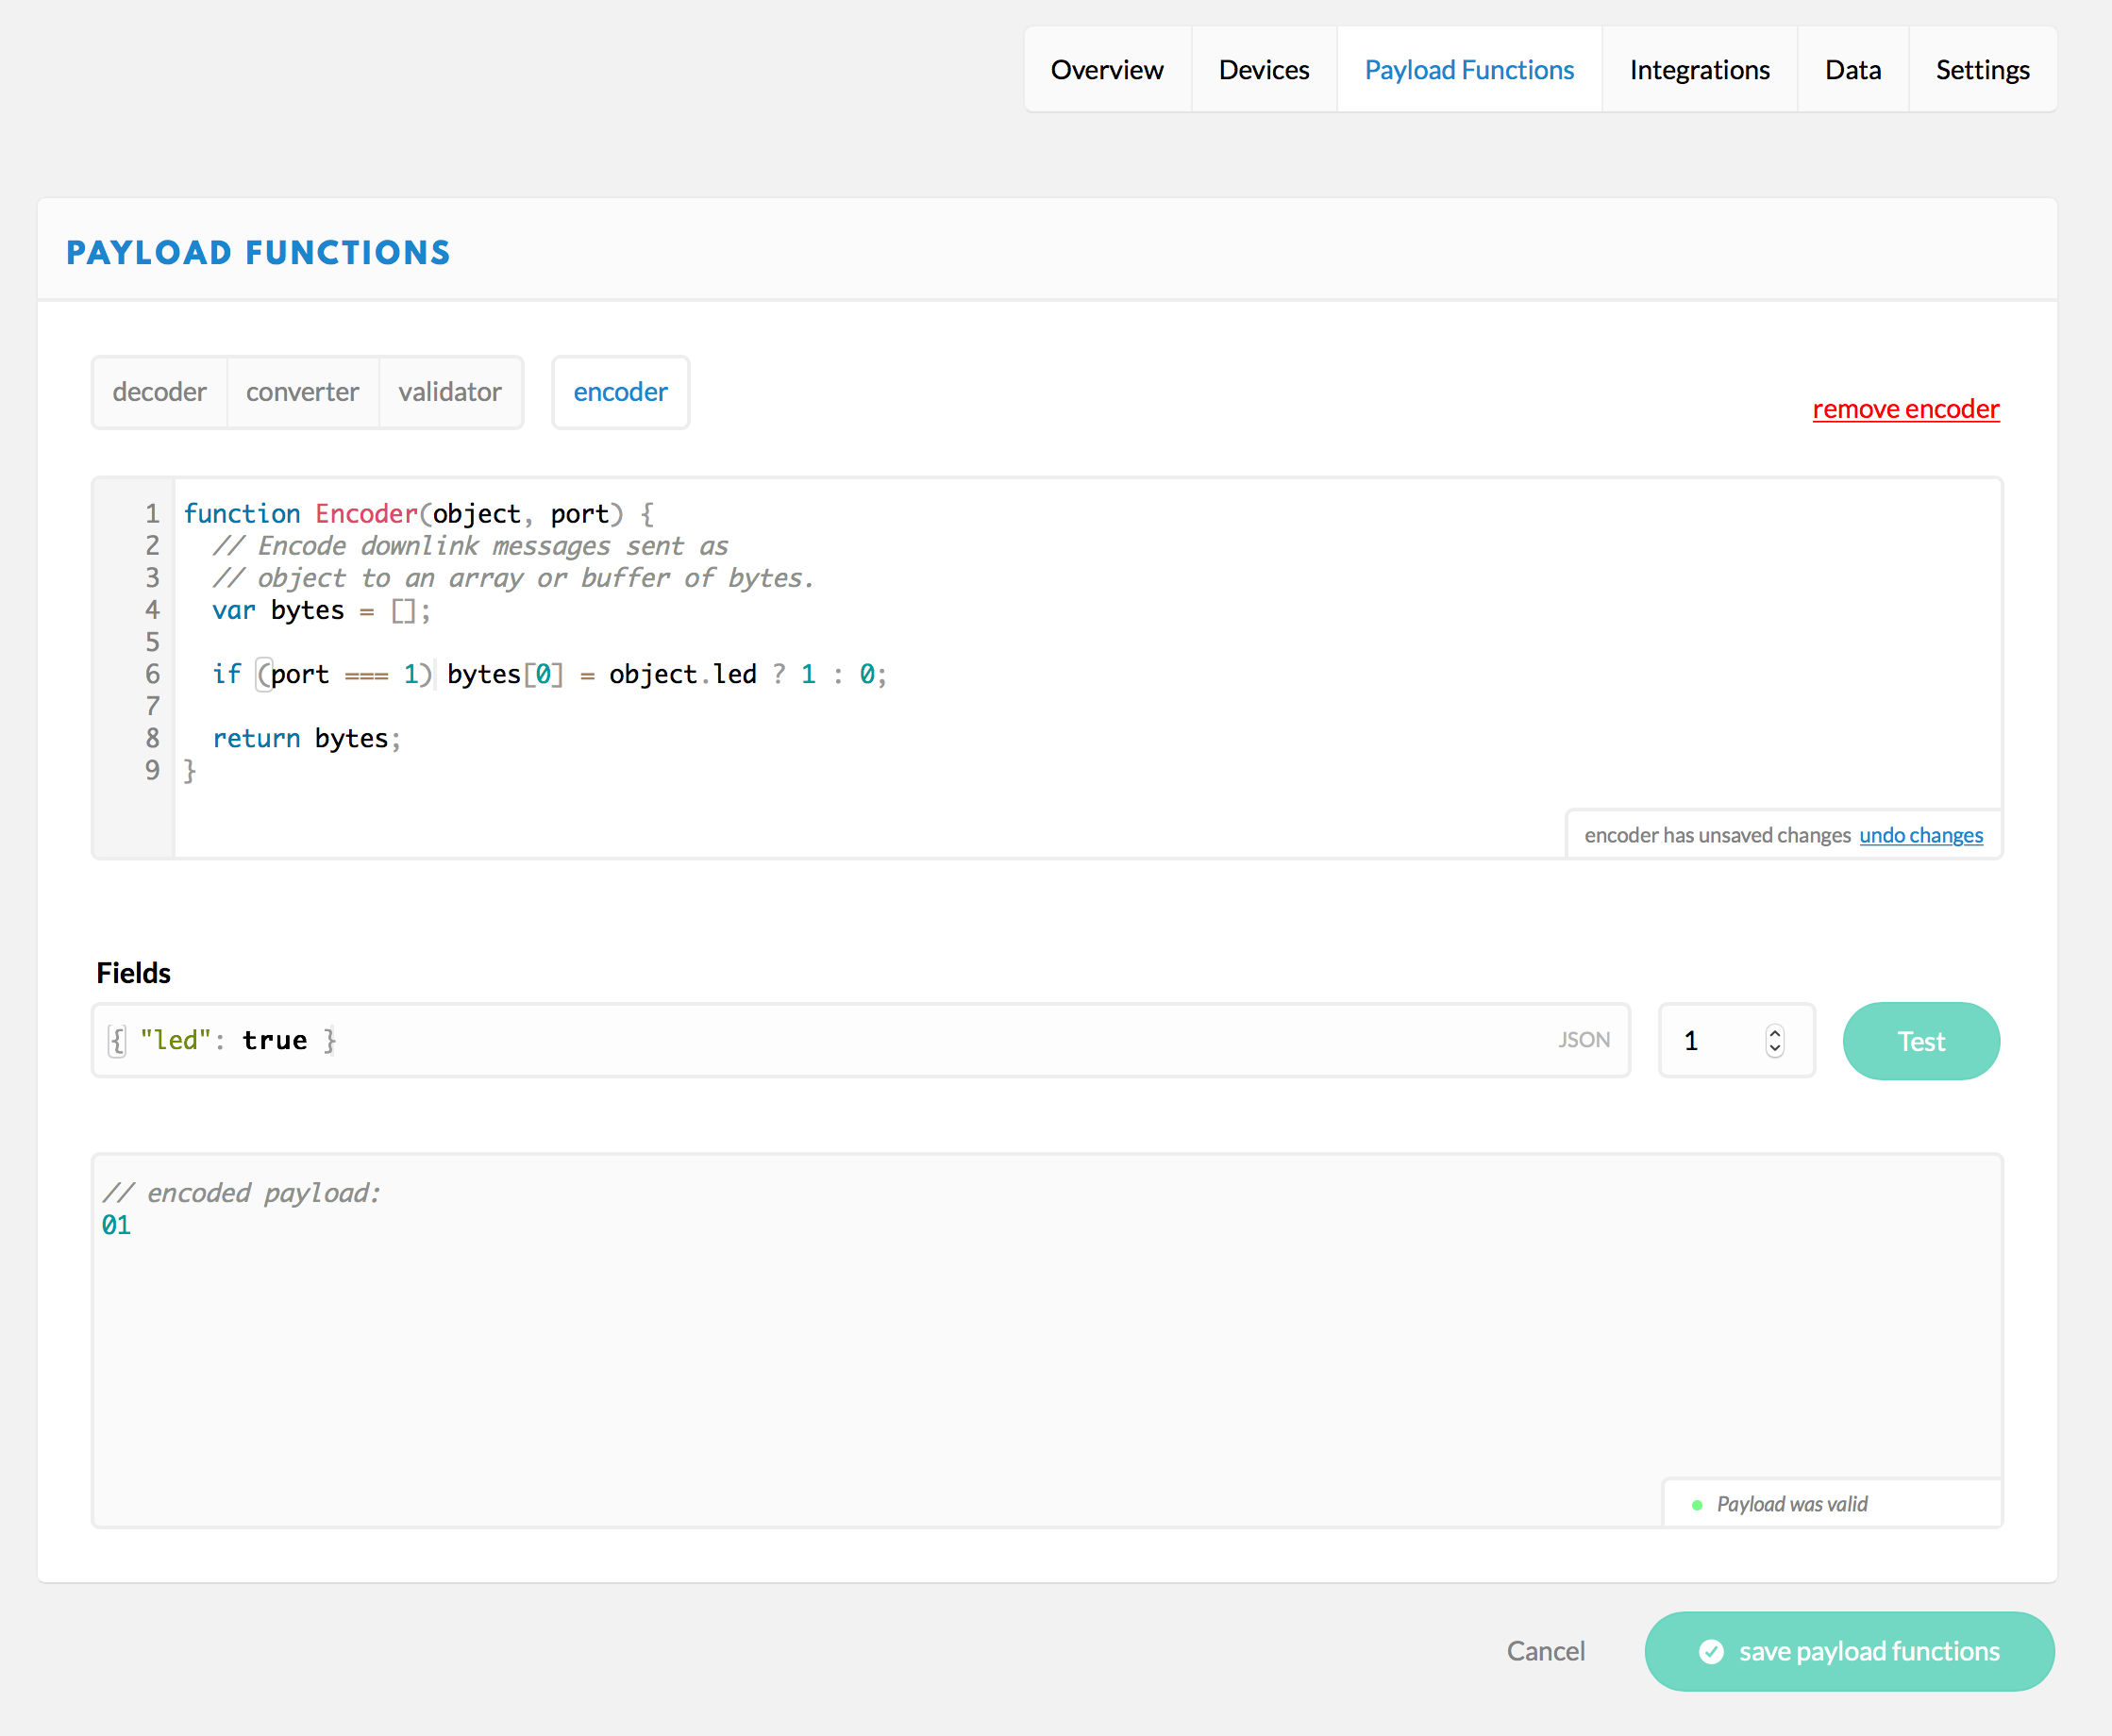 Overview Devices Payload Functions Integrations Data Settings
PAYLOAD FUNCTIONS
decoder converter validator encoder
remove encoder
1 function Encoder(object, port) {
2   // Encode downlink messages sent as
3   // object to an array or buffer of bytes.
4   var bytes = [];
5
6   if (port === 1) bytes[0] = object.led ? 1 : 0;
7
8   return bytes;
9 }
encoder has unsaved changes undo changes
Fields
{ "led": true } JSON 1 Test
// encoded payload:
01
Payload was valid
Cancel save payload functions